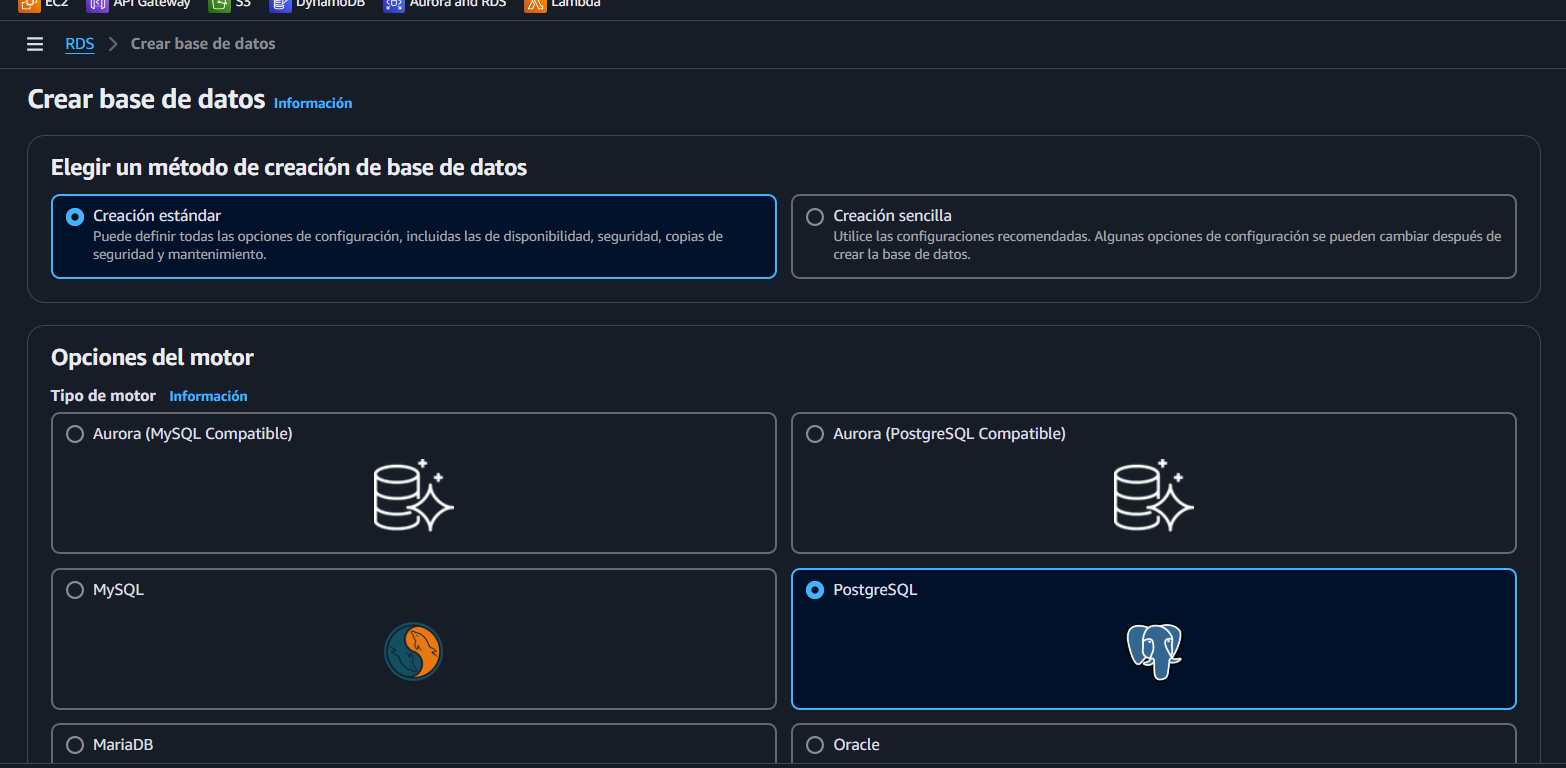 EC2 API Gateway S3 DynamoDB Aurora and RDS Lambda
RDS Crear base de datos
Crear base de datos Información
Elegir un método de creación de base de datos
Creación estándar
Puede definir todas las opciones de configuración, incluidas las de disponibilidad, seguridad, copias de
seguridad y mantenimiento.
Creación sencilla
Utilice las configuraciones recomendadas. Algunas opciones de configuración se pueden cambiar después de
crear la base de datos.
Opciones del motor
Tipo de motor Información
Aurora (MySQL Compatible)
Aurora (PostgreSQL Compatible)
MySQL
PostgreSQL
MariaDB
Oracle